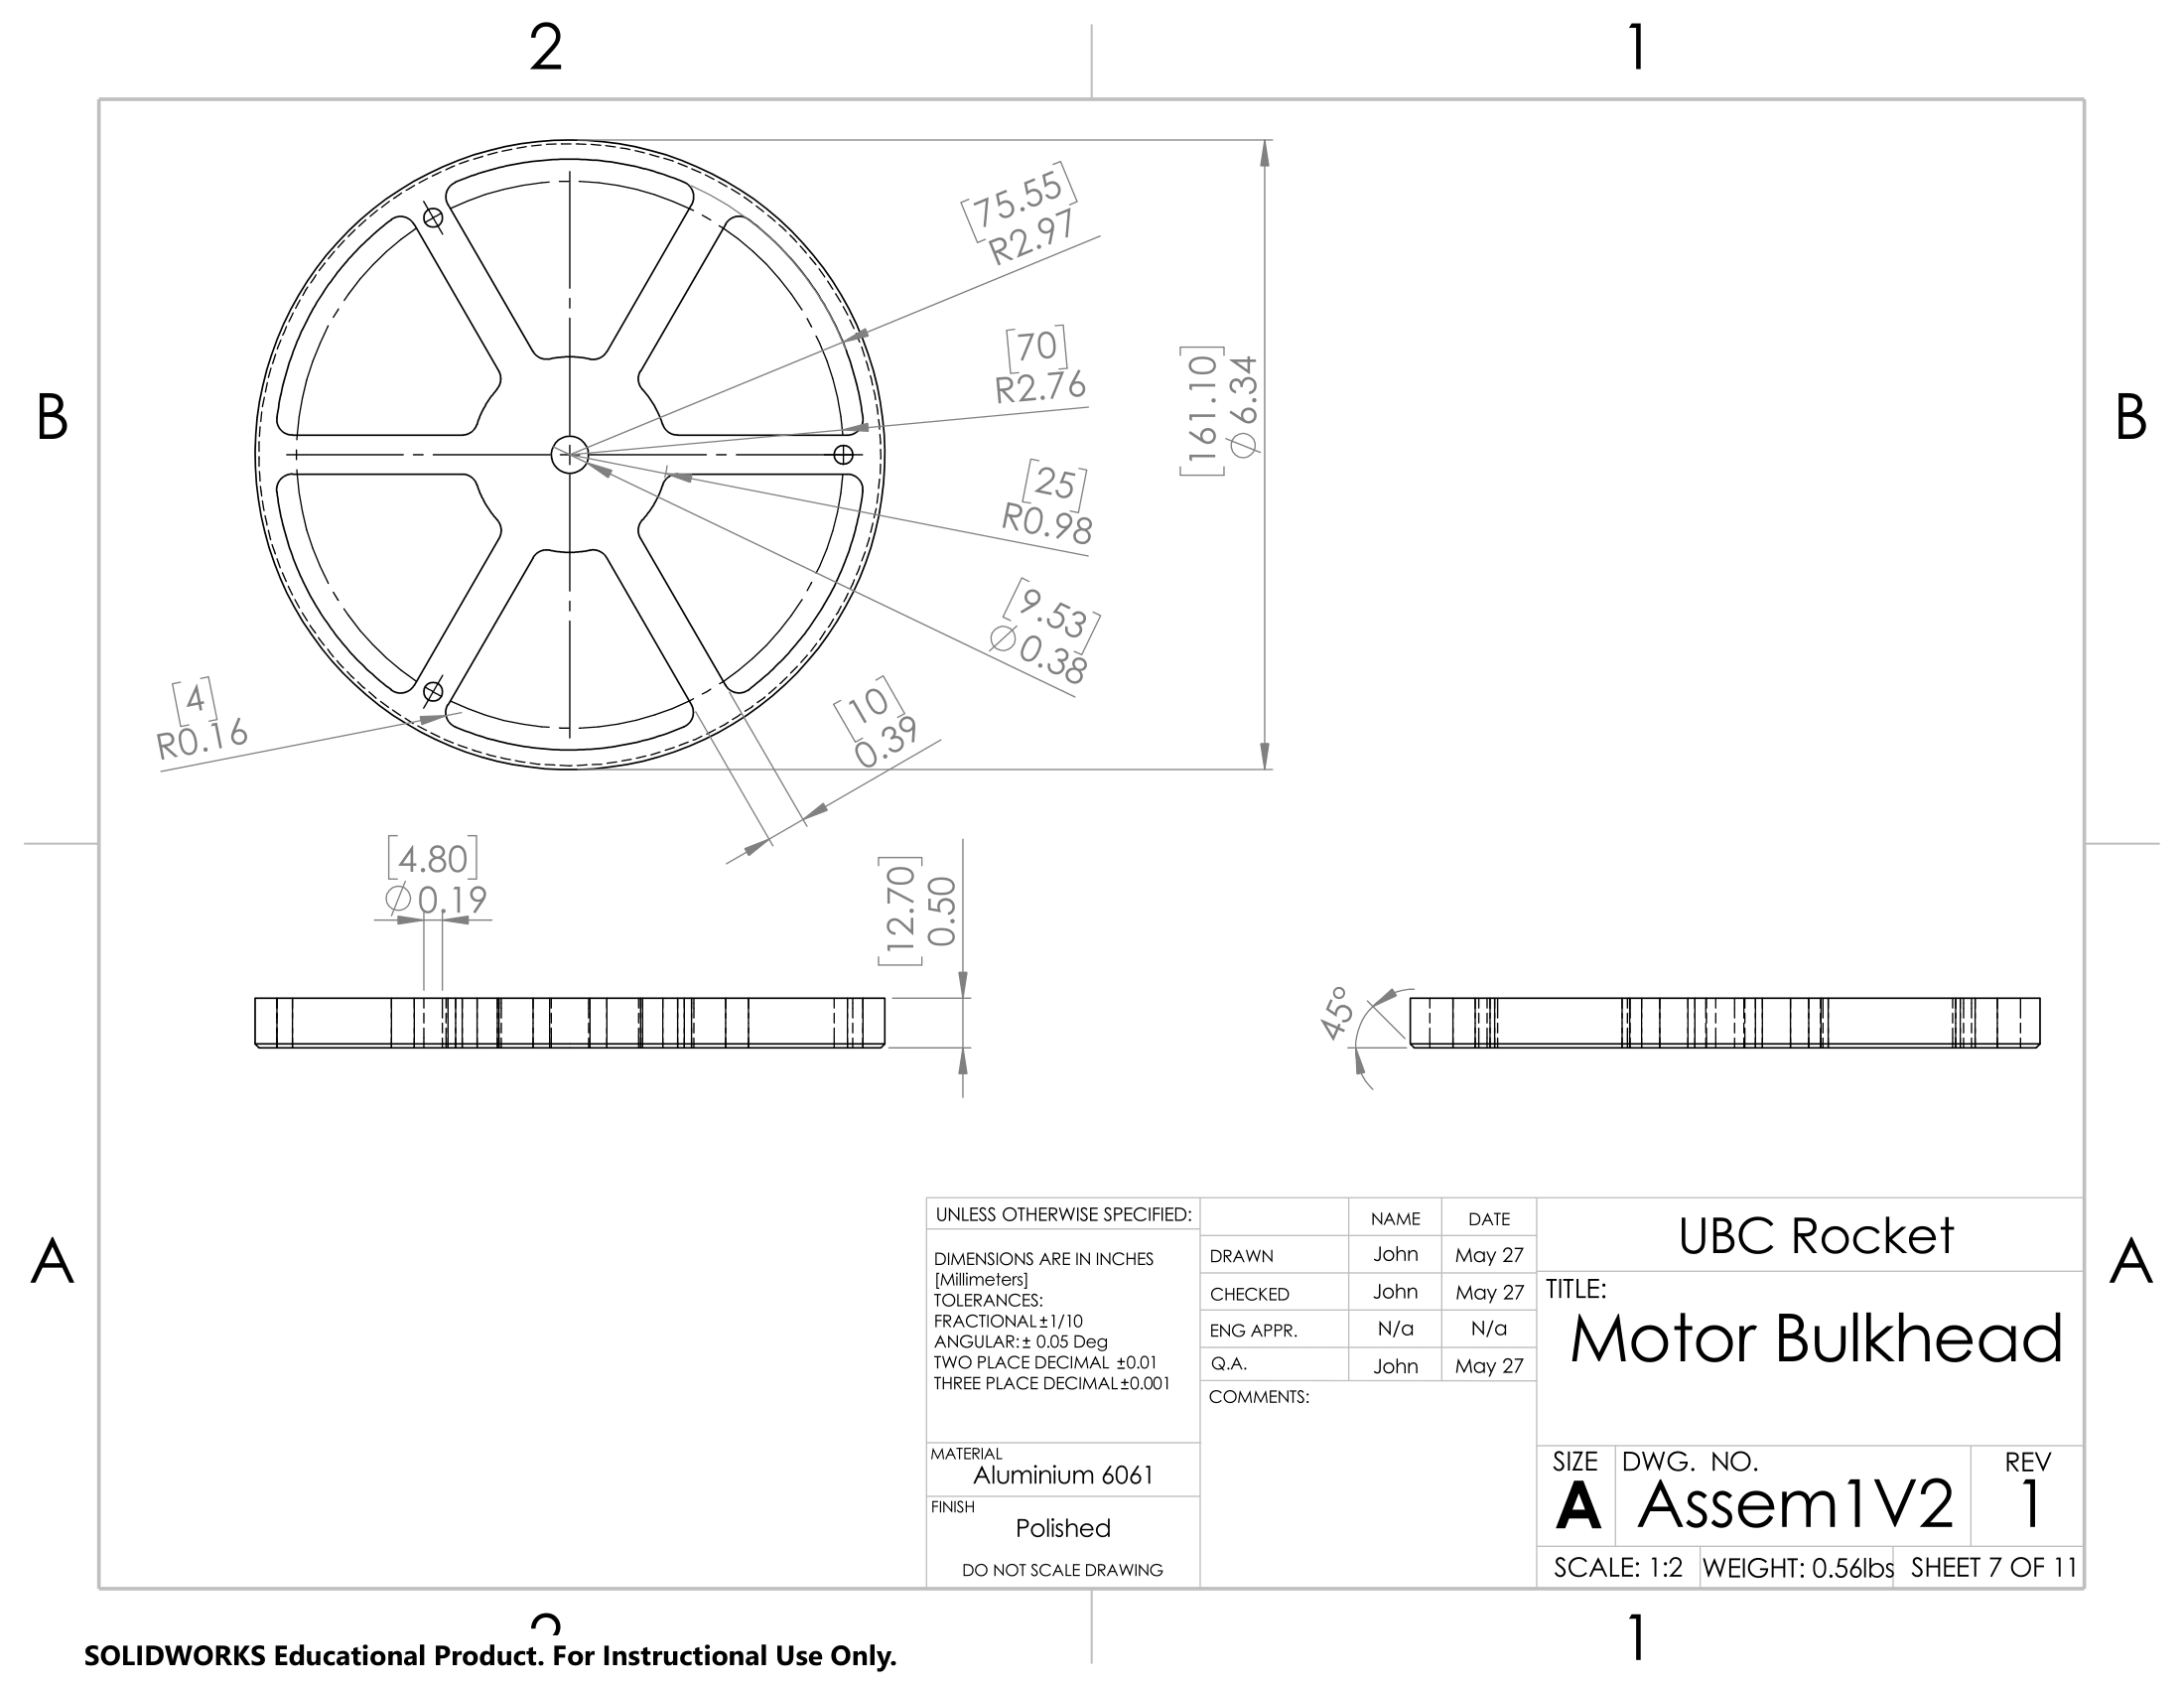 2 1
B B
[75.55]
R2.97
[70]
R2.76
[161.10]
∅6.34
[25]
R0.98
[9.53]
∅0.38
[4]
R0.16
[10]
0.39
[4.80]
∅0.19
[12.70]
0.50
45°
A A
UNLESS OTHERWISE SPECIFIED:
DIMENSIONS ARE IN INCHES
[Millimeters]
TOLERANCES:
FRACTIONAL±1/10
ANGULAR:± 0.05 Deg
TWO PLACE DECIMAL ±0.01
THREE PLACE DECIMAL±0.001
MATERIAL
Aluminium 6061
FINISH
Polished
DO NOT SCALE DRAWING
NAME DATE
DRAWN John May 27
CHECKED John May 27
ENG APPR. N/a N/a
Q.A. John May 27
COMMENTS:
UBC Rocket
TITLE:
Motor Bulkhead
SIZE DWG. NO. REV
A Assem1V2 1
SCALE: 1:2 WEIGHT: 0.56lbs SHEET 7 OF 11
2 1
SOLIDWORKS Educational Product. For Instructional Use Only.